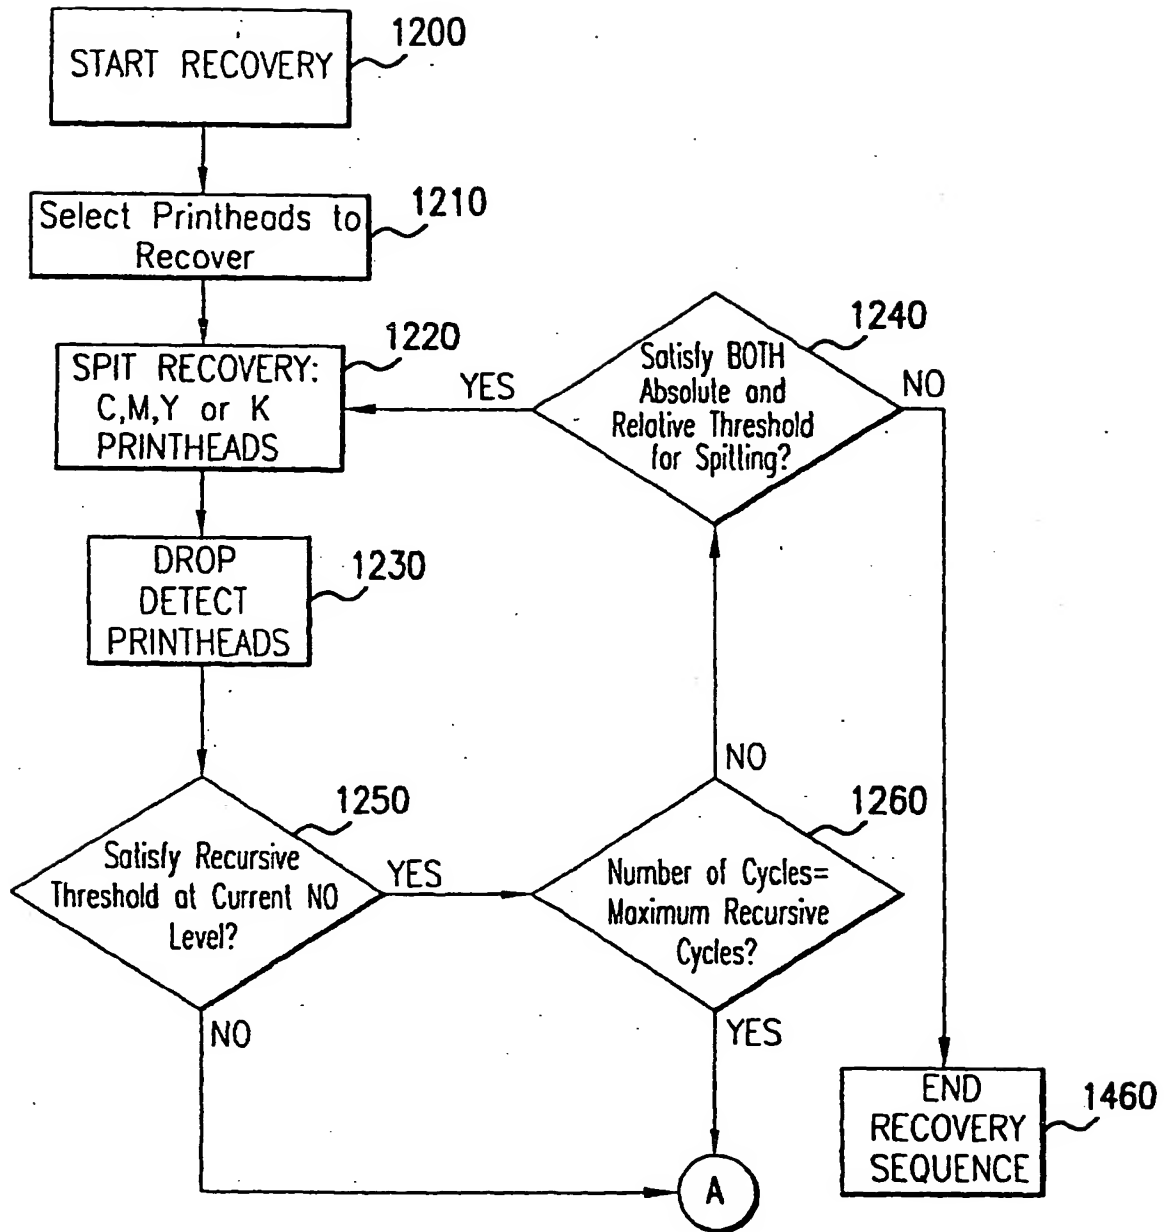 START RECOVERY
1200
Select Printheads to
Recover
1210
SPIT RECOVERY:
C,M,Y or K
PRINTHEADS
1220
YES
Satisfy BOTH
Absolute and
Relative Threshold
for Spitting?
1240
NO
DROP
DETECT
PRINTHEADS
1230
Satisfy Recursive
Threshold at Current NO
Level?
1250
YES
NO
Number of Cycles=
Maximum Recursive
Cycles?
1260
NO
YES
END
RECOVERY
SEQUENCE
1460
A